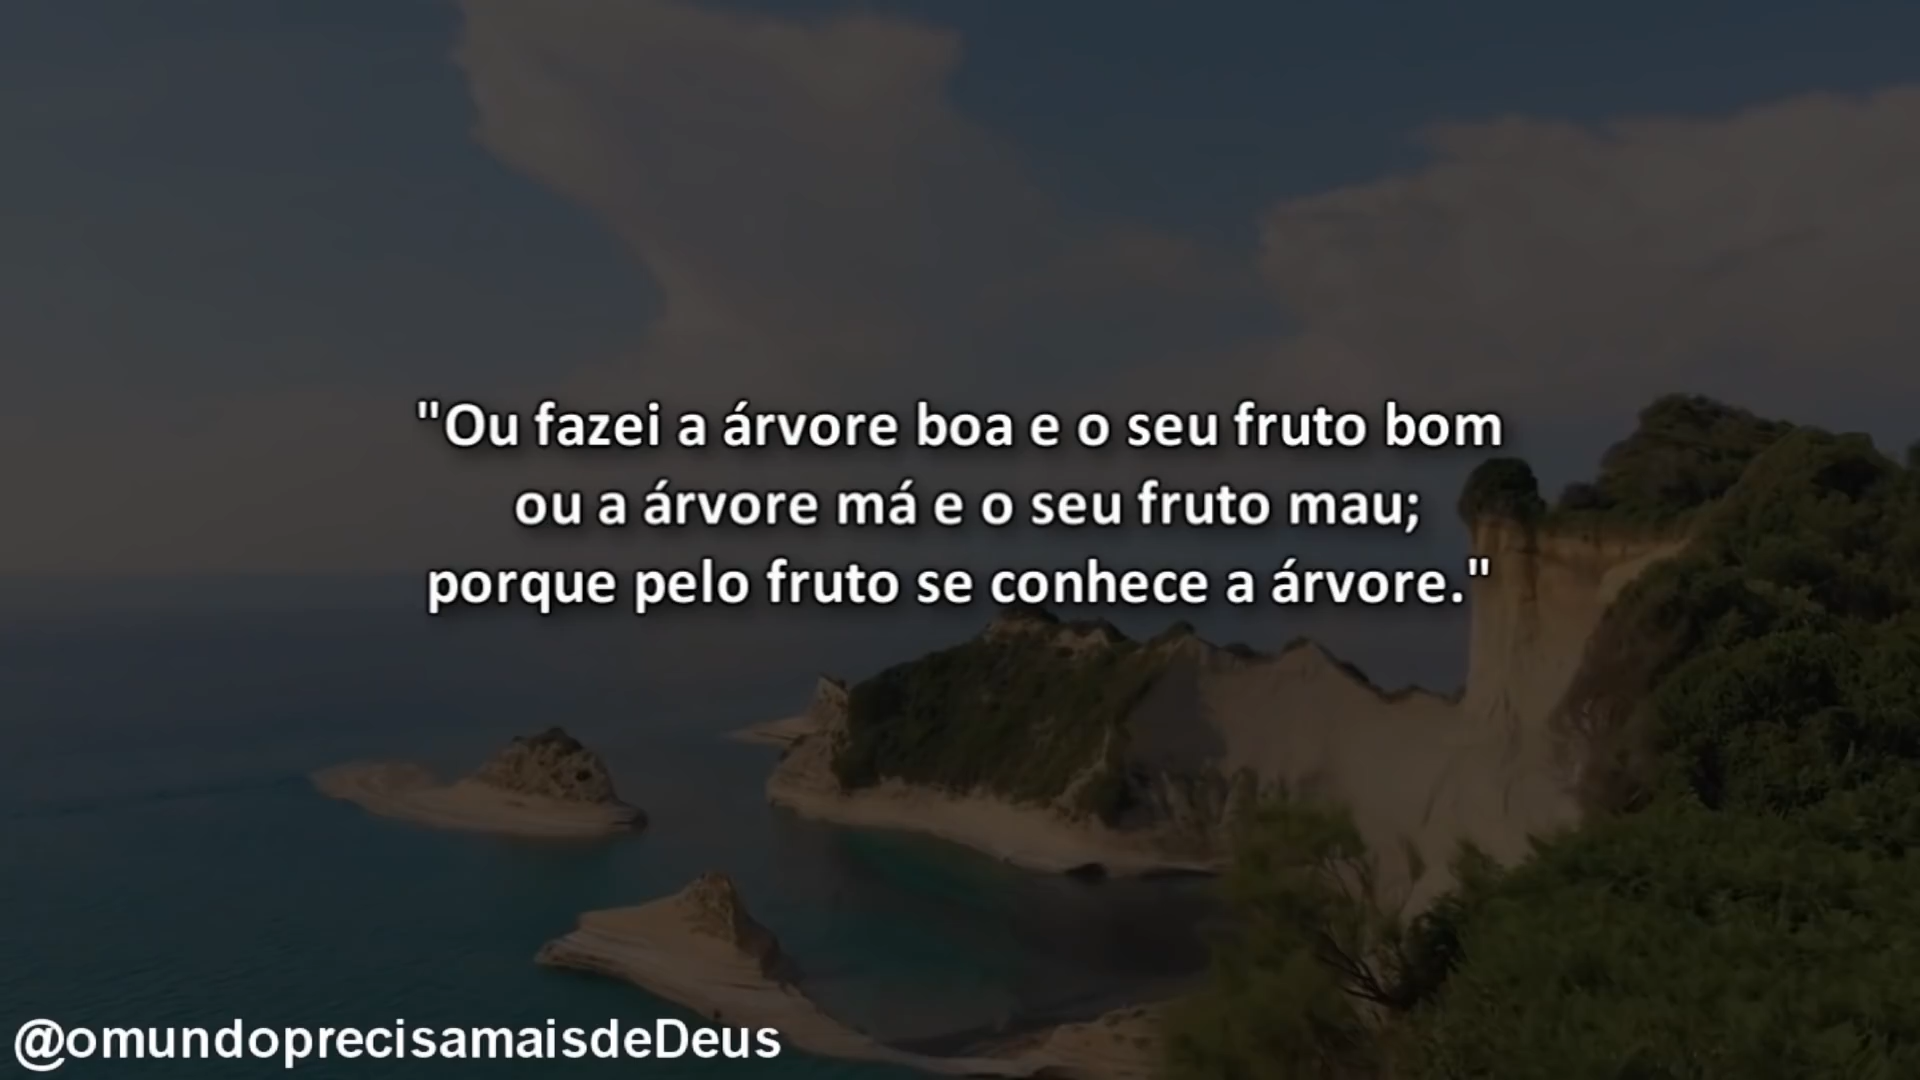 "Ou fazei a árvore boa e o seu fruto bom
ou a árvore má e o seu fruto mau;
porque pelo fruto se conhece a árvore."
@omundoprecisamaisdeDeus